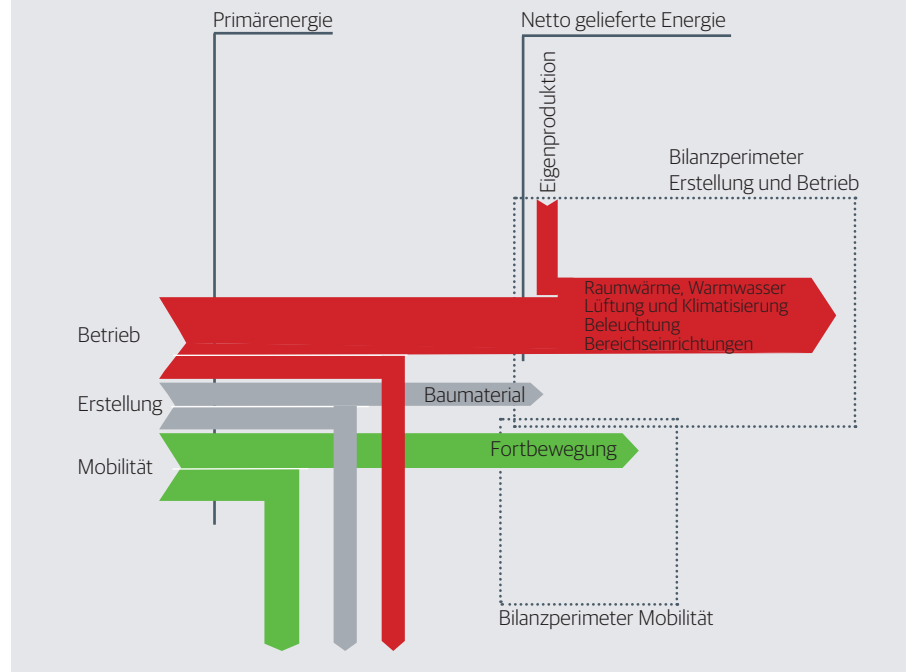 Primärenergie
Netto gelieferte Energie
Eigenproduktion
Bilanzperimeter
Erstellung und Betrieb
Raumwärme, Warmwasser
Lüftung und Klimatisierung
Beleuchtung
Bereichseinrichtungen
Betrieb
Baumaterial
Erstellung
Fortbewegung
Mobilität
Bilanzperimeter Mobilität